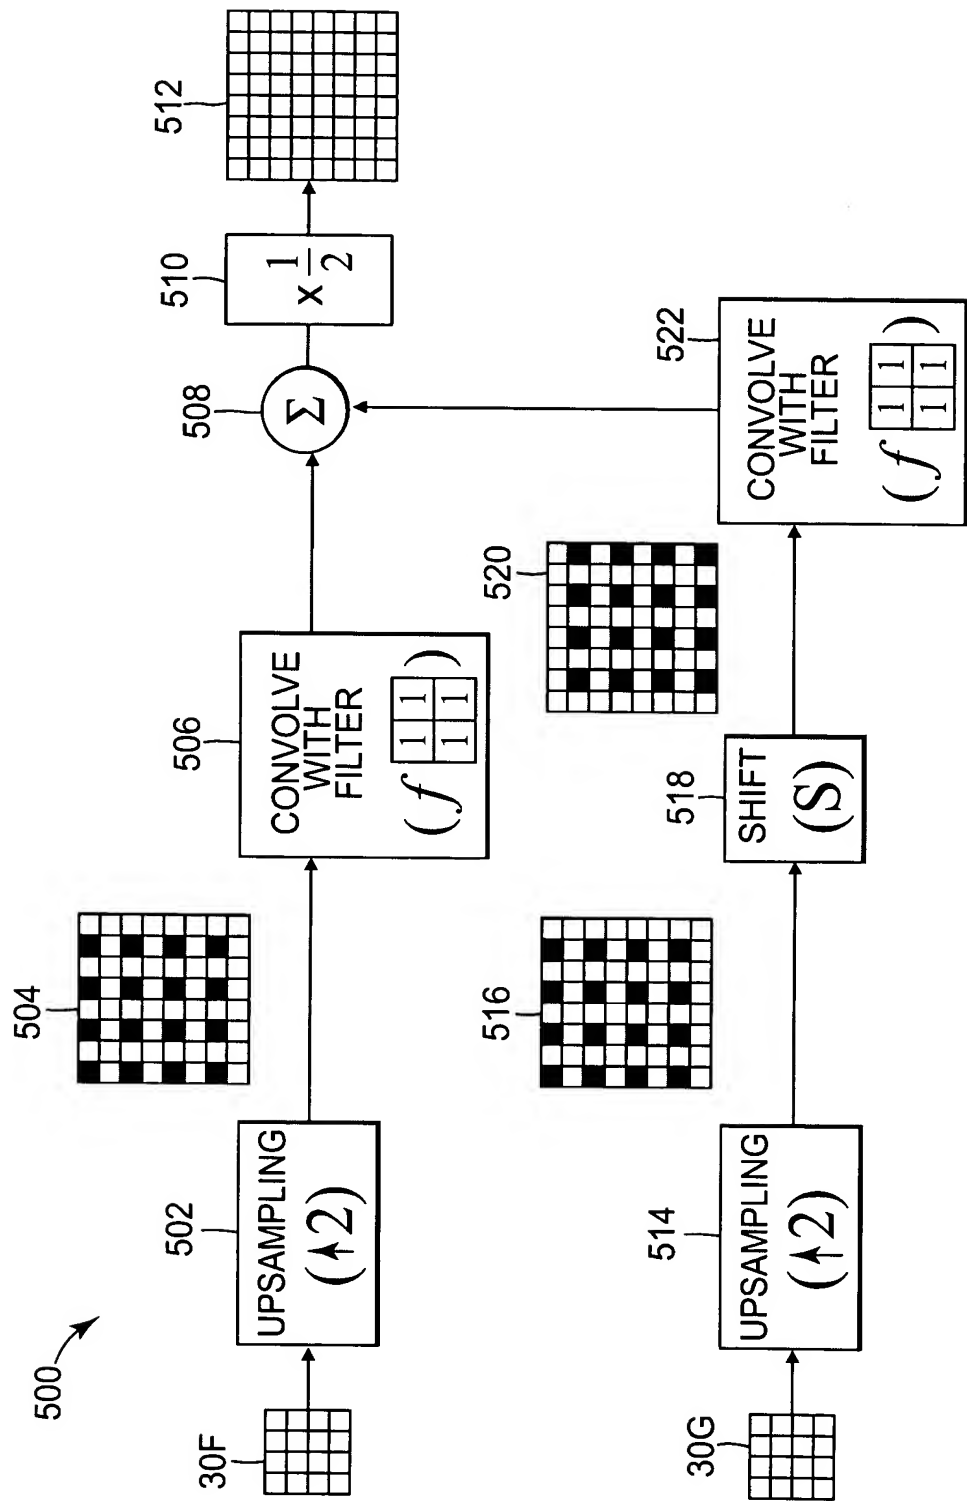 500
30F
502
UPSAMPLING
(↑2)
504
506
CONVOLVE
WITH
FILTER
(f
1 1
1 1
)
508
Σ
510
x 1/2
512
30G
514
UPSAMPLING
(↑2)
516
518
SHIFT
(S)
520
522
CONVOLVE
WITH
FILTER
(f
1 1
1 1
)